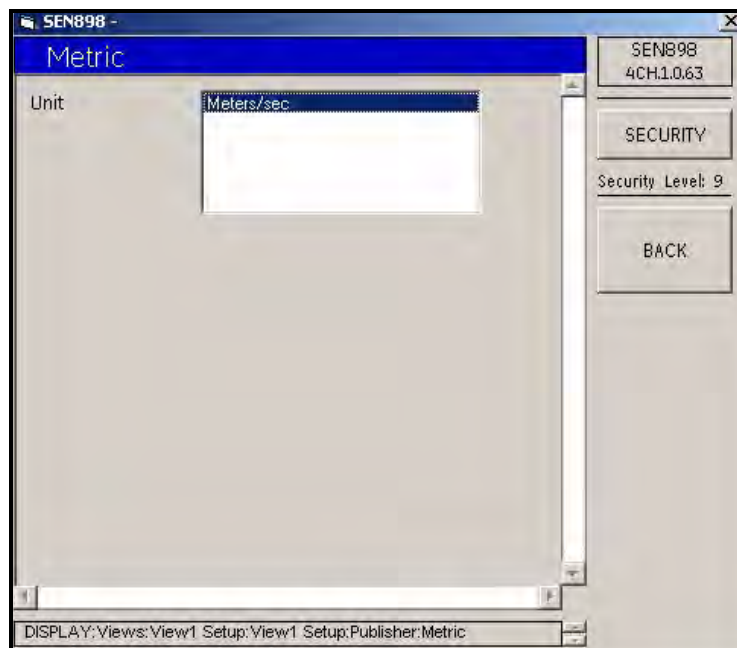 SEN898 -
Metric
Unit
Meters/sec
SEN898
4CH.1.0.63
SECURITY
Security Level: 9
BACK
DISPLAY:Views:View1 Setup:View1 Setup:Publisher:Metric